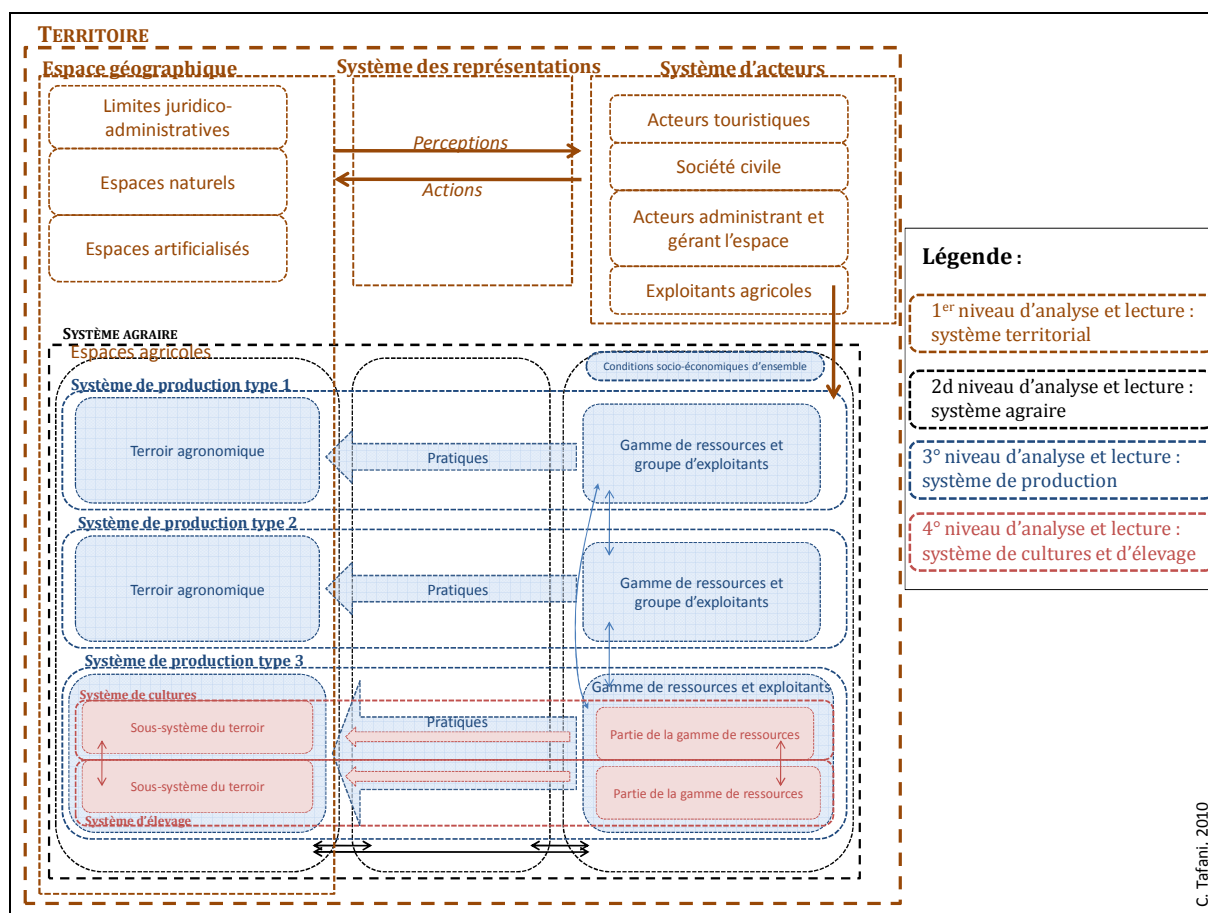 TERRITOIRE
Espace géographique
Système des représentations
Système d'acteurs
Limites juridico-
administratives
Espaces naturels
Espaces artificialisés
Perceptions
Actions
Acteurs touristiques
Société civile
Acteurs administrant et
gérant l'espace
Exploitants agricoles
SYSTÈME AGRAIRE
Espaces agricoles
Conditions socio-économiques d'ensemble
Système de production type 1
Terroir agronomique
Pratiques
Gamme de ressources et
groupe d'exploitants
Système de production type 2
Terroir agronomique
Pratiques
Gamme de ressources et
groupe d'exploitants
Système de production type 3
Gamme de ressources et exploitants
Système de cultures
Sous-système du terroir
Pratiques
Partie de la gamme de ressources
Sous-système du terroir
Partie de la gamme de ressources
Système d'élevage
Légende :
1er niveau d'analyse et lecture :
système territorial
2d niveau d'analyse et lecture :
système agraire
3° niveau d'analyse et lecture :
système de production
4° niveau d'analyse et lecture :
système de cultures et d'élevage
C. Tafani, 2010